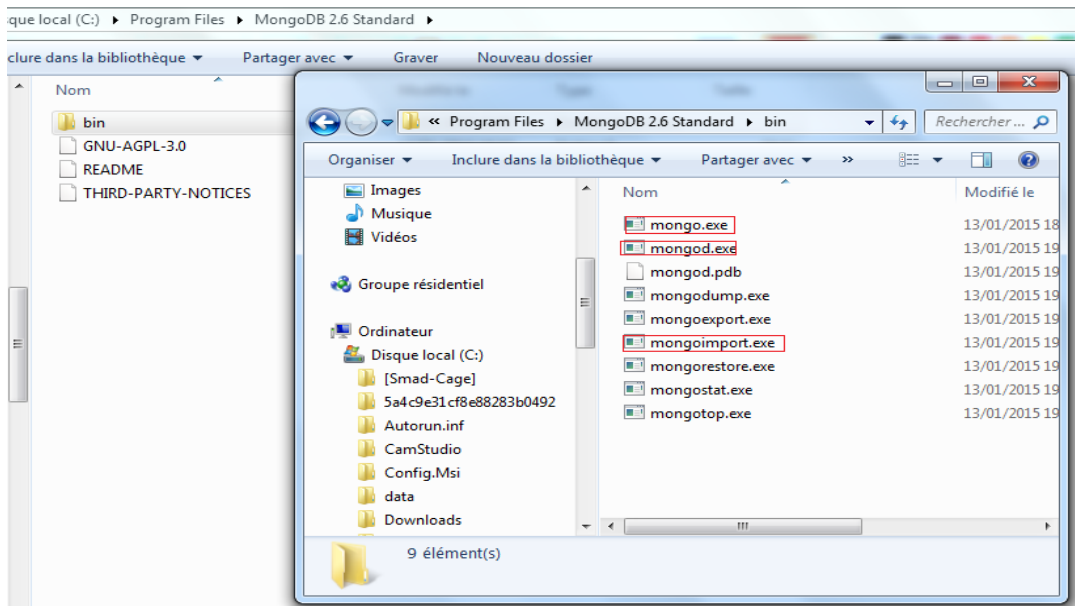 que local (C:) ▸ Program Files ▸ MongoDB 2.6 Standard ▸
clure dans la bibliothèque ▾ Partager avec ▾ Graver Nouveau dossier
Nom
bin
GNU-AGPL-3.0
README
THIRD-PARTY-NOTICES
« Program Files ▸ MongoDB 2.6 Standard ▸ bin
Rechercher ...
Organiser ▾ Inclure dans la bibliothèque ▾ Partager avec ▾ »
Images
Musique
Vidéos
Groupe résidentiel
Ordinateur
Disque local (C:)
[Smad-Cage]
5a4c9e31cf8e88283b0492
Autorun.inf
CamStudio
Config.Msi
data
Downloads
Nom Modifié le
mongo.exe 13/01/2015 18
mongod.exe 13/01/2015 19
mongod.pdb 13/01/2015 19
mongodump.exe 13/01/2015 19
mongoexport.exe 13/01/2015 19
mongoimport.exe 13/01/2015 19
mongorestore.exe 13/01/2015 19
mongostat.exe 13/01/2015 19
mongotop.exe 13/01/2015 19
9 élément(s)